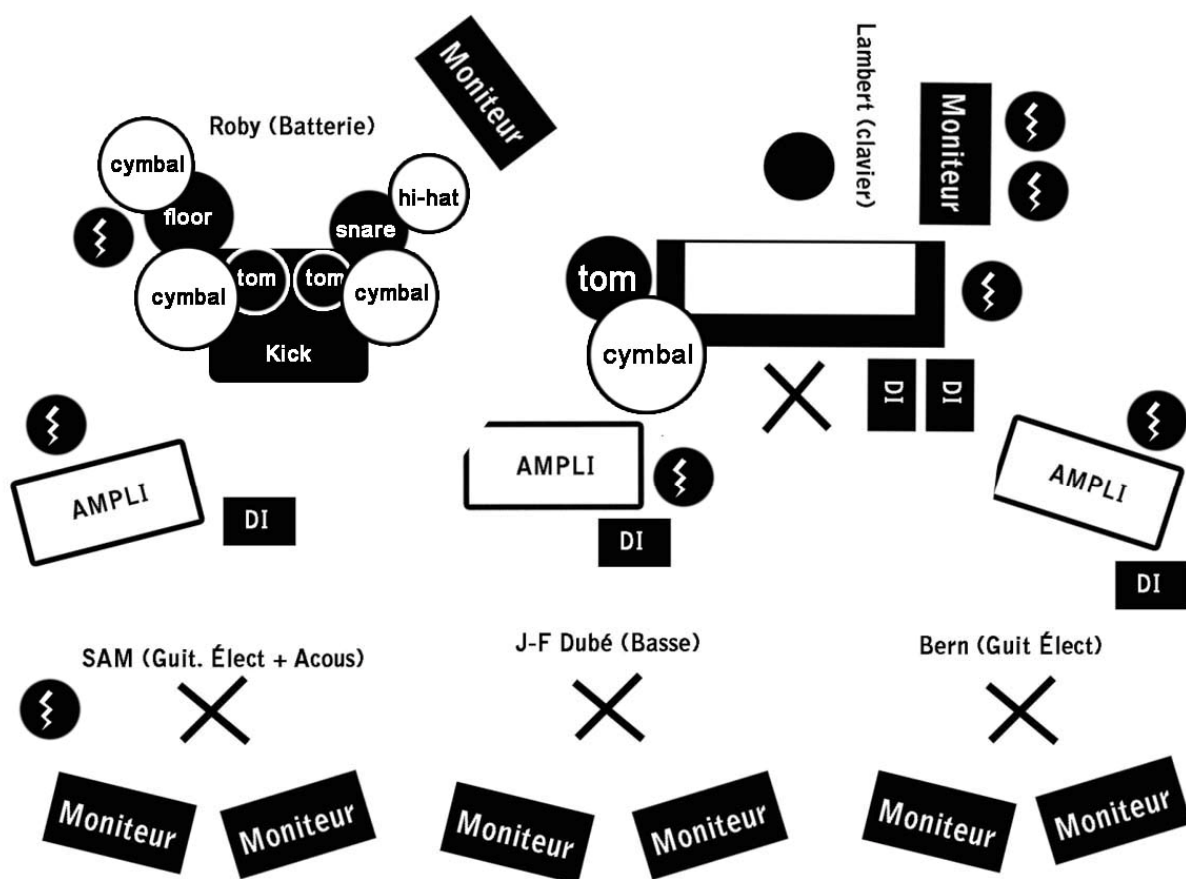 Moniteur
Lambert (clavier)
Moniteur
Roby (Batterie)
cymbal
hi-hat
floor
snare
tom
tom
tom
cymbal
cymbal
Kick
cymbal
DI
DI
AMPLI
AMPLI
AMPLI
DI
DI
DI
SAM (Guit. Élect + Acous)
J-F Dubé (Basse)
Bern (Guit Élect)
Moniteur
Moniteur
Moniteur
Moniteur
Moniteur
Moniteur